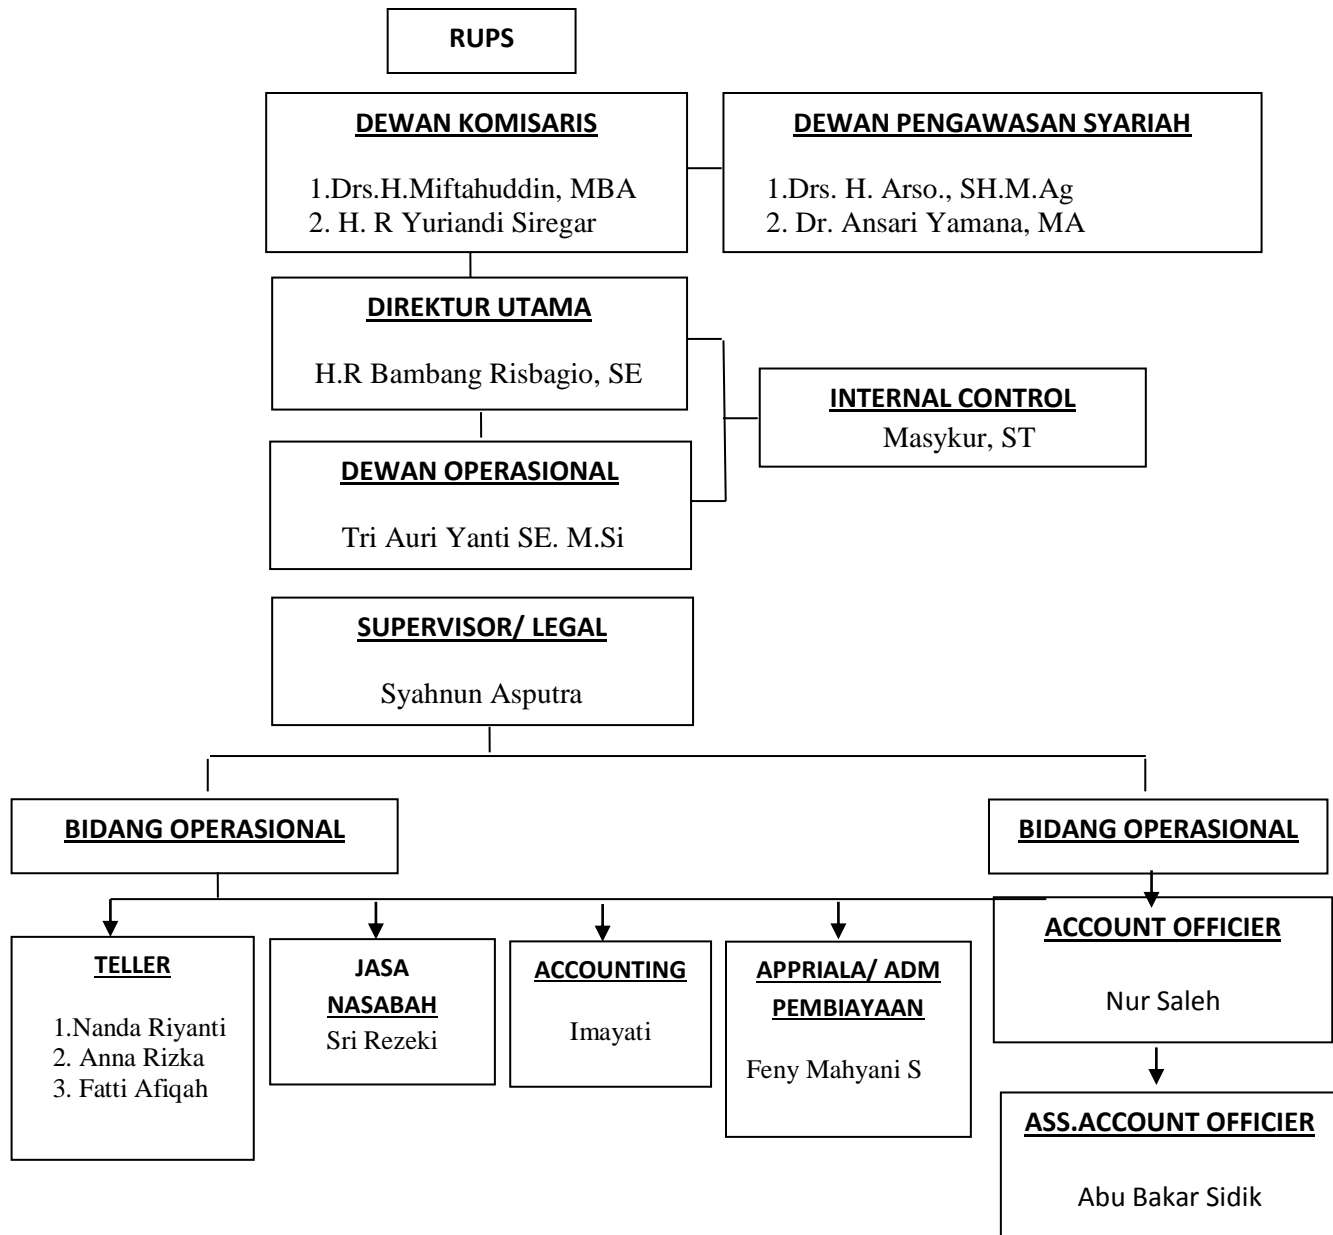 RUPS
DEWAN KOMISARIS
1.Drs.H.Miftahuddin, MBA
2. H. R Yuriandi Siregar
DEWAN PENGAWASAN SYARIAH
1.Drs. H. Arso., SH.M.Ag
2. Dr. Ansari Yamana, MA
DIREKTUR UTAMA
H.R Bambang Risbagio, SE
INTERNAL CONTROL
Masykur, ST
DEWAN OPERASIONAL
Tri Auri Yanti SE. M.Si
SUPERVISOR/ LEGAL
Syahnun Asputra
BIDANG OPERASIONAL
BIDANG OPERASIONAL
TELLER
1.Nanda Riyanti
2. Anna Rizka
3. Fatti Afiqah
JASA
NASABAH
Sri Rezeki
ACCOUNTING
Imayati
APPRIALA/ ADM
PEMBIAYAAN
Feny Mahyani S
ACCOUNT OFFICIER
Nur Saleh
ASS.ACCOUNT OFFICIER
Abu Bakar Sidik